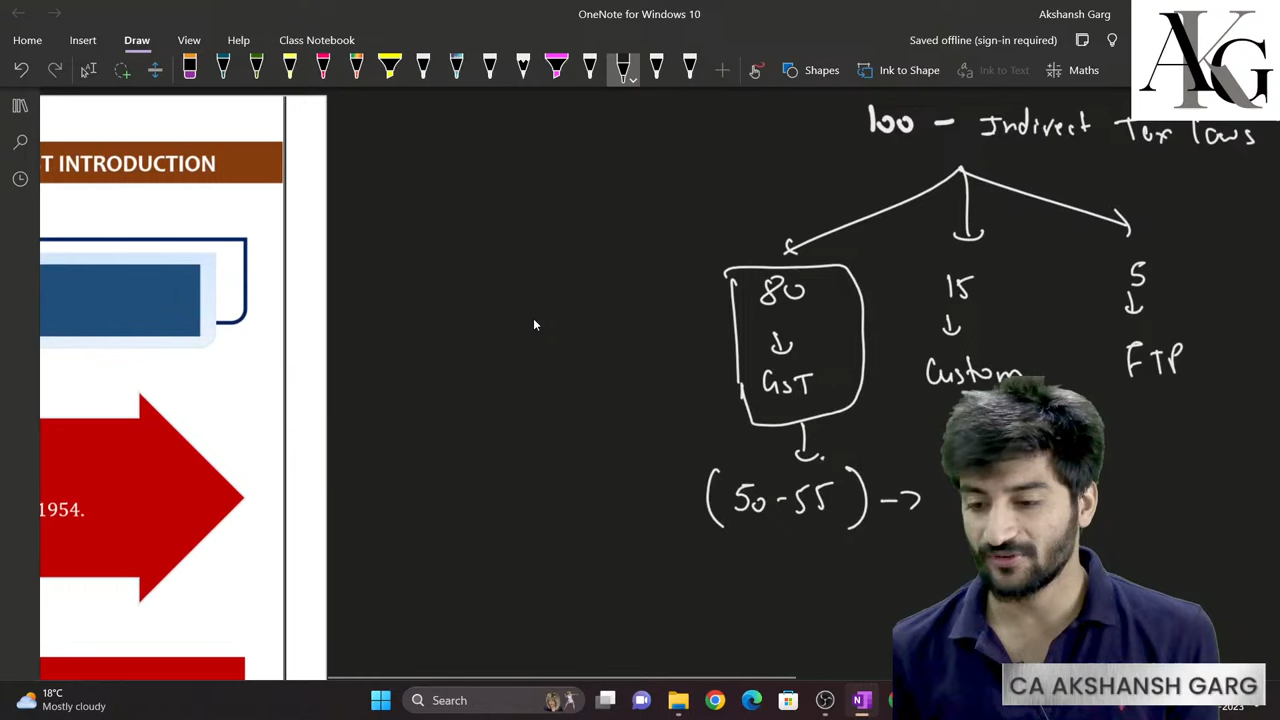 OneNote for Windows 10
Akshansh Garg
Home Insert Draw View Help Class Notebook
Saved offline (sign-in required)
Shapes Ink to Shape Ink to Text Maths
AKG
T INTRODUCTION
100 - Indirect Tax laws
80 15 5
GST Custom FTP
1954.
(50-55)
CA AKSHANSH GARG
18°C
Mostly cloudy
Search
-2023